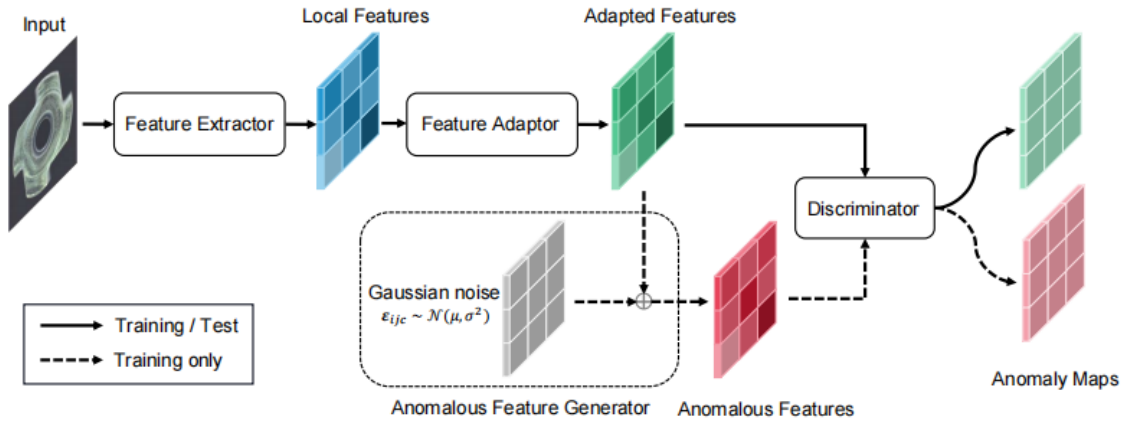 Input
Local Features
Adapted Features
Feature Extractor
Feature Adaptor
Discriminator
Gaussian noise
εijc ~ 𝒩(μ, σ²)
Training / Test
Training only
Anomalous Feature Generator
Anomalous Features
Anomaly Maps